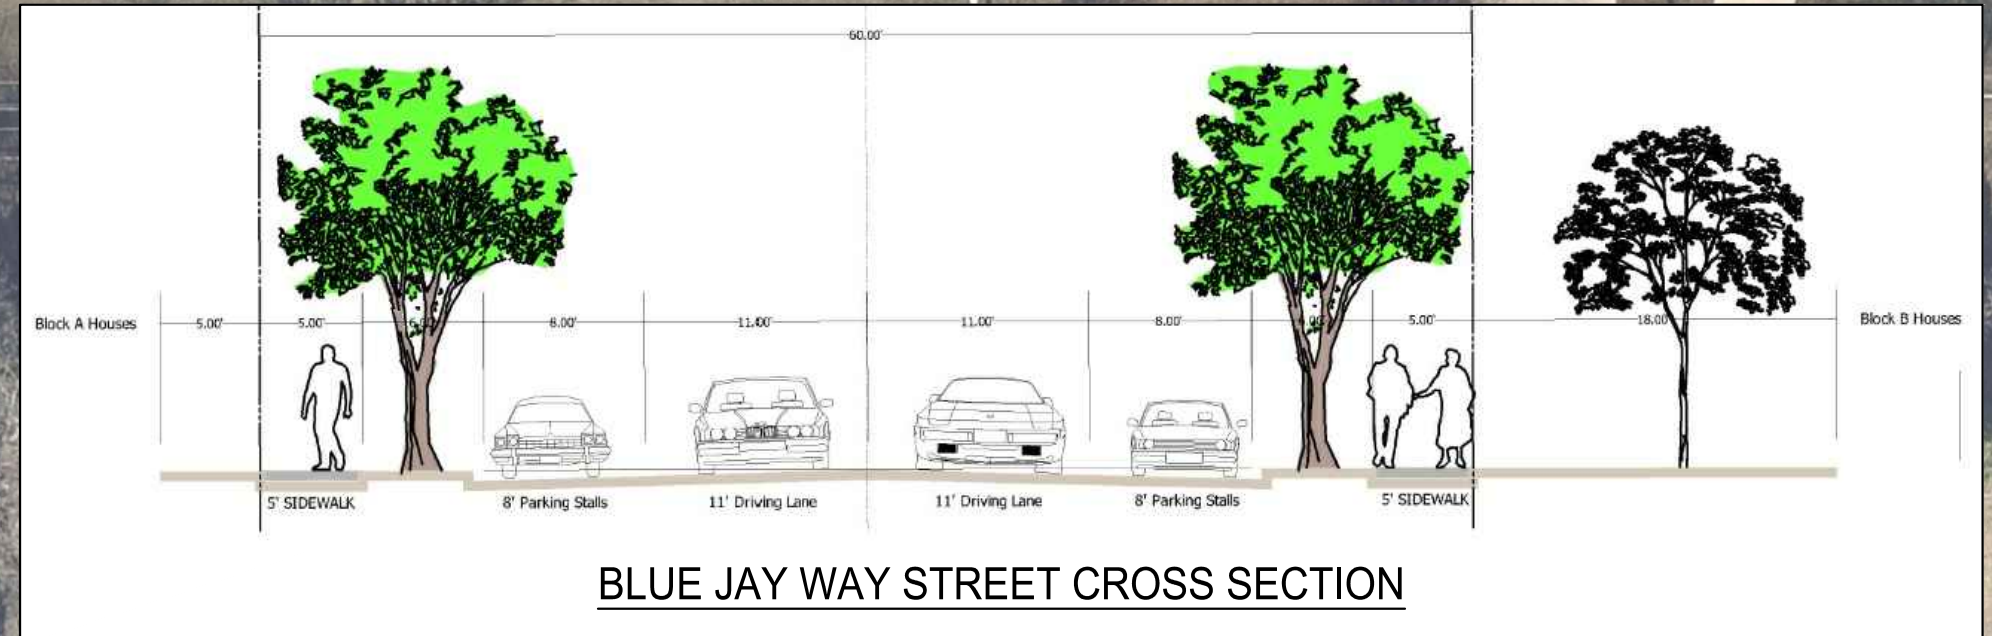 60.00'
Block A Houses 5.00' 5.00' 6.00' 8.00' 11.00' 11.00' 8.00' 5.00' 18.00' Block B Houses
5' SIDEWALK 8' Parking Stalls 11' Driving Lane 11' Driving Lane 8' Parking Stalls 5' SIDEWALK
BLUE JAY WAY STREET CROSS SECTION